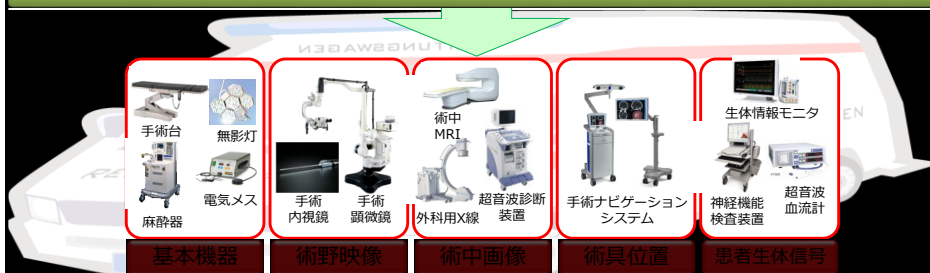 手術台
無影灯
麻酔器
電気メス
基本機器
手術
内視鏡
手術
顕微鏡
術野映像
術中
MRI
外科用X線
超音波診断
装置
術中画像
手術ナビゲーション
システム
術具位置
生体情報モニタ
神経機能
検査装置
超音波
血流計
患者生体信号